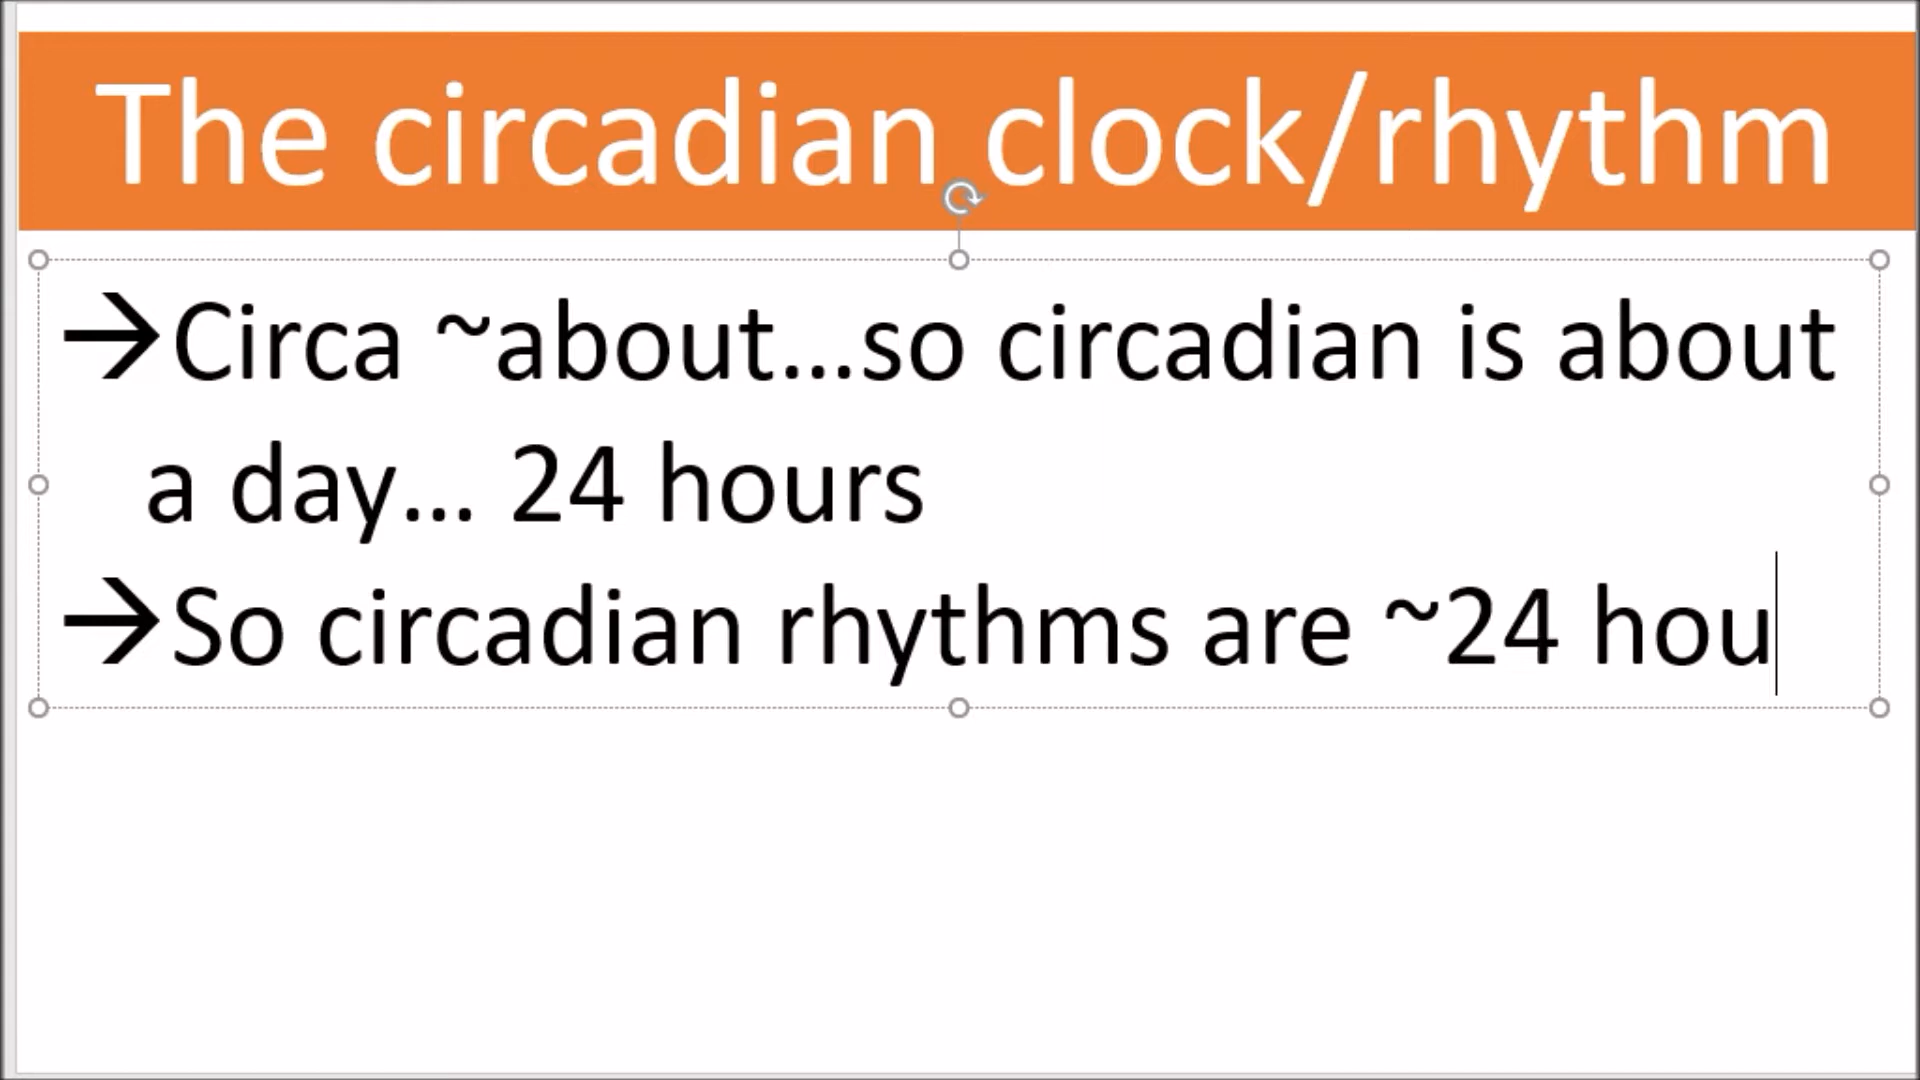 The circadian clock/rhythm
→Circa ~about...so circadian is about
a day... 24 hours
→So circadian rhythms are ~24 hou